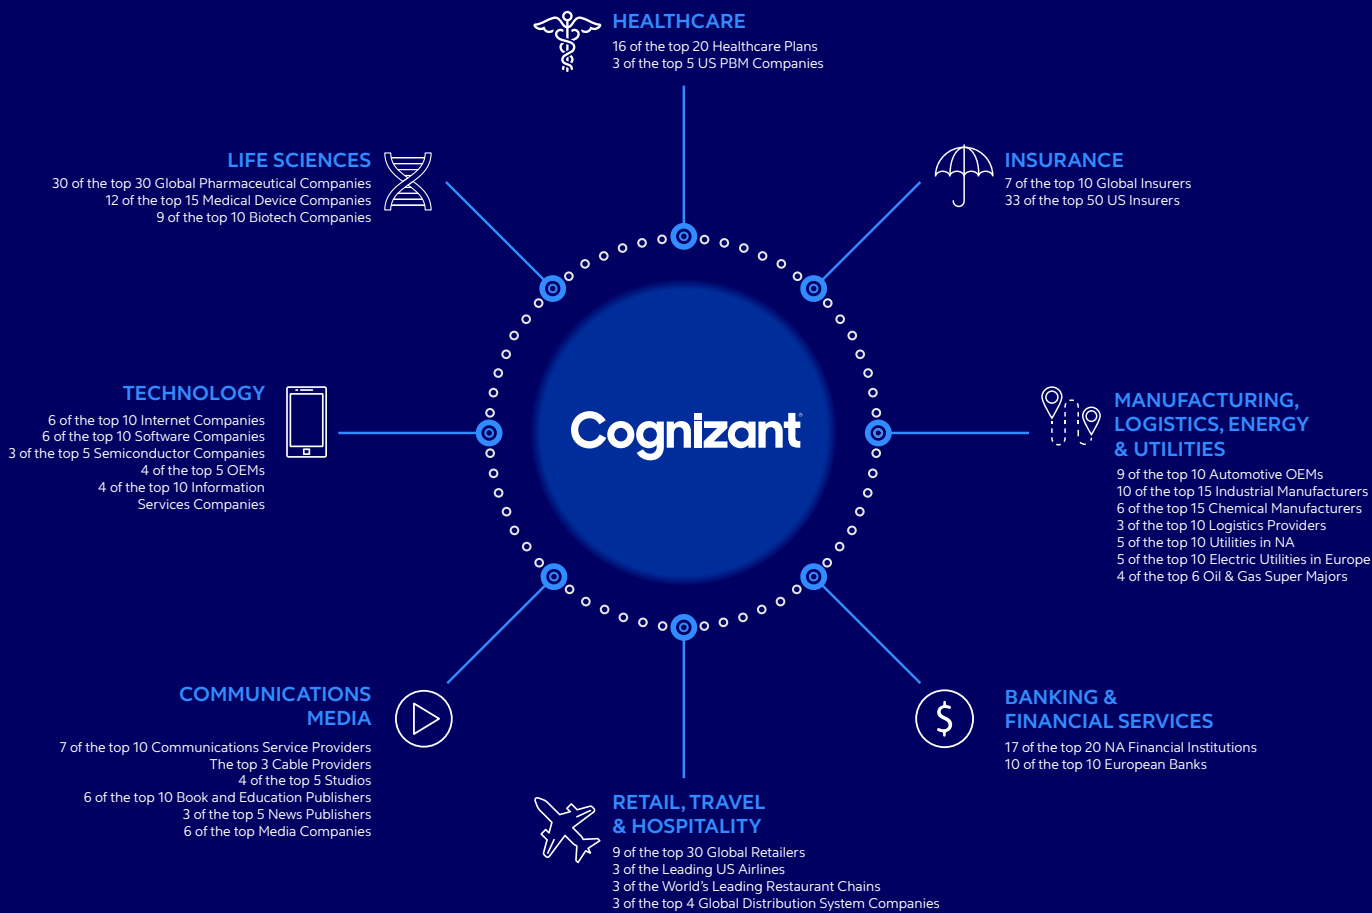 HEALTHCARE
16 of the top 20 Healthcare Plans
3 of the top 5 US PBM Companies
LIFE SCIENCES
30 of the top 30 Global Pharmaceutical Companies
12 of the top 15 Medical Device Companies
9 of the top 10 Biotech Companies
INSURANCE
7 of the top 10 Global Insurers
33 of the top 50 US Insurers
TECHNOLOGY
6 of the top 10 Internet Companies
6 of the top 10 Software Companies
3 of the top 5 Semiconductor Companies
4 of the top 5 OEMs
4 of the top 10 Information
Services Companies
Cognizant®
MANUFACTURING,
LOGISTICS, ENERGY
& UTILITIES
9 of the top 10 Automotive OEMs
10 of the top 15 Industrial Manufacturers
6 of the top 15 Chemical Manufacturers
3 of the top 10 Logistics Providers
5 of the top 10 Utilities in NA
5 of the top 10 Electric Utilities in Europe
4 of the top 6 Oil & Gas Super Majors
COMMUNICATIONS
MEDIA
7 of the top 10 Communications Service Providers
The top 3 Cable Providers
4 of the top 5 Studios
6 of the top 10 Book and Education Publishers
3 of the top 5 News Publishers
6 of the top Media Companies
$
BANKING &
FINANCIAL SERVICES
17 of the top 20 NA Financial Institutions
10 of the top 10 European Banks
RETAIL, TRAVEL
& HOSPITALITY
9 of the top 30 Global Retailers
3 of the Leading US Airlines
3 of the World's Leading Restaurant Chains
3 of the top 4 Global Distribution System Companies